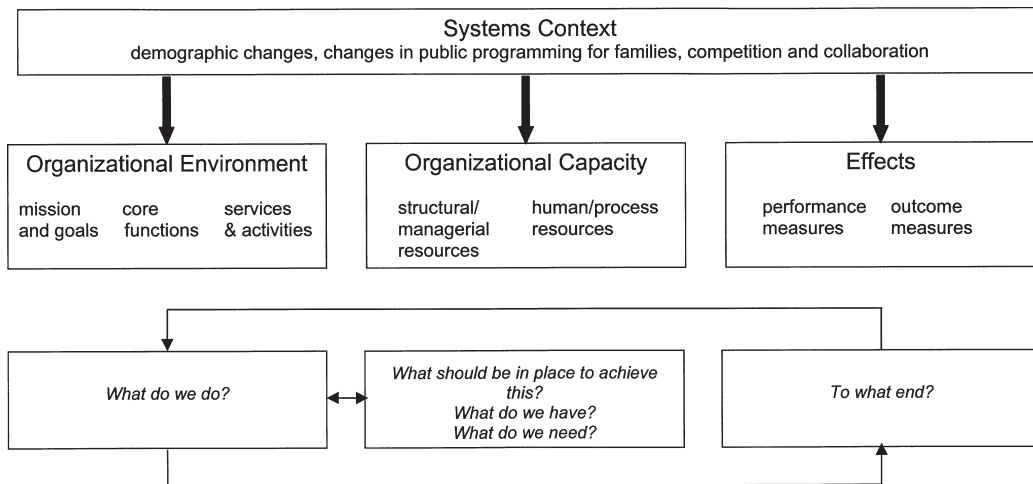 Systems Context
demographic changes, changes in public programming for families, competition and collaboration
Organizational Environment
mission
and goals
core
functions
services
& activities
Organizational Capacity
structural/
managerial
resources
human/process
resources
Effects
performance
measures
outcome
measures
What do we do?
What should be in place to achieve
this?
What do we have?
What do we need?
To what end?